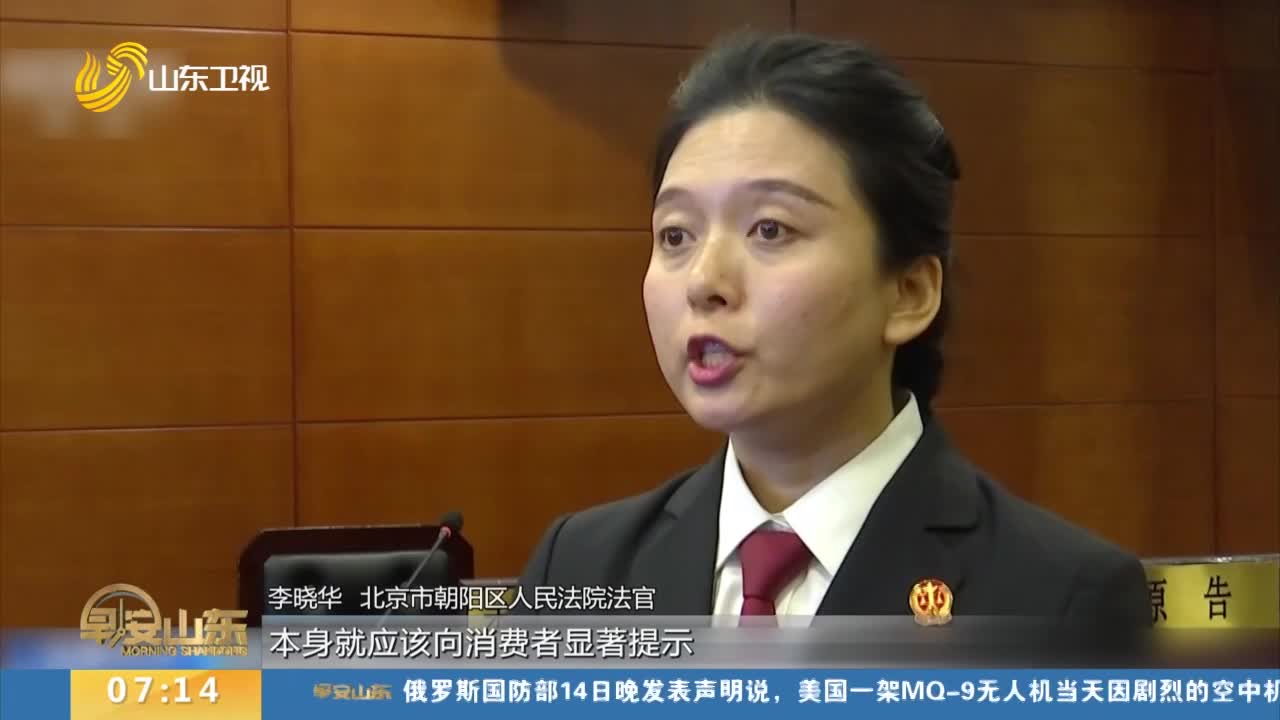 山东卫视
李晓华 北京市朝阳区人民法院法官
原告
早安山东
MORNING SHANDONG
本身就应该向消费者显著提示
07:14
早安山东 俄罗斯国防部14日晚发表声明说，美国一架MQ-9无人机当天因剧烈的空中机